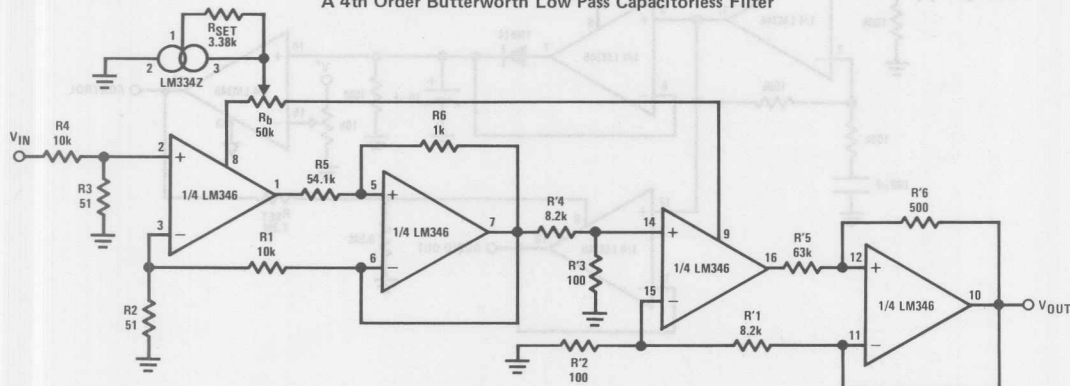 A 4th Order Butterworth Low Pass Capacitorless Filter
RSET
3.38k
1
2
3
LM334Z
Rb
50k
VIN
R4
10k
R3
51
2
+
8
1/4 LM346
1
3
−
R5
54.1k
R6
1k
5
+
1/4 LM346
7
6
−
R1
10k
R2
51
R'4
8.2k
R'3
100
14
+
9
1/4 LM346
16
15
−
R'5
63k
R'6
500
12
+
1/4 LM346
10
11
−
VOUT
R'2
100
R'1
8.2k